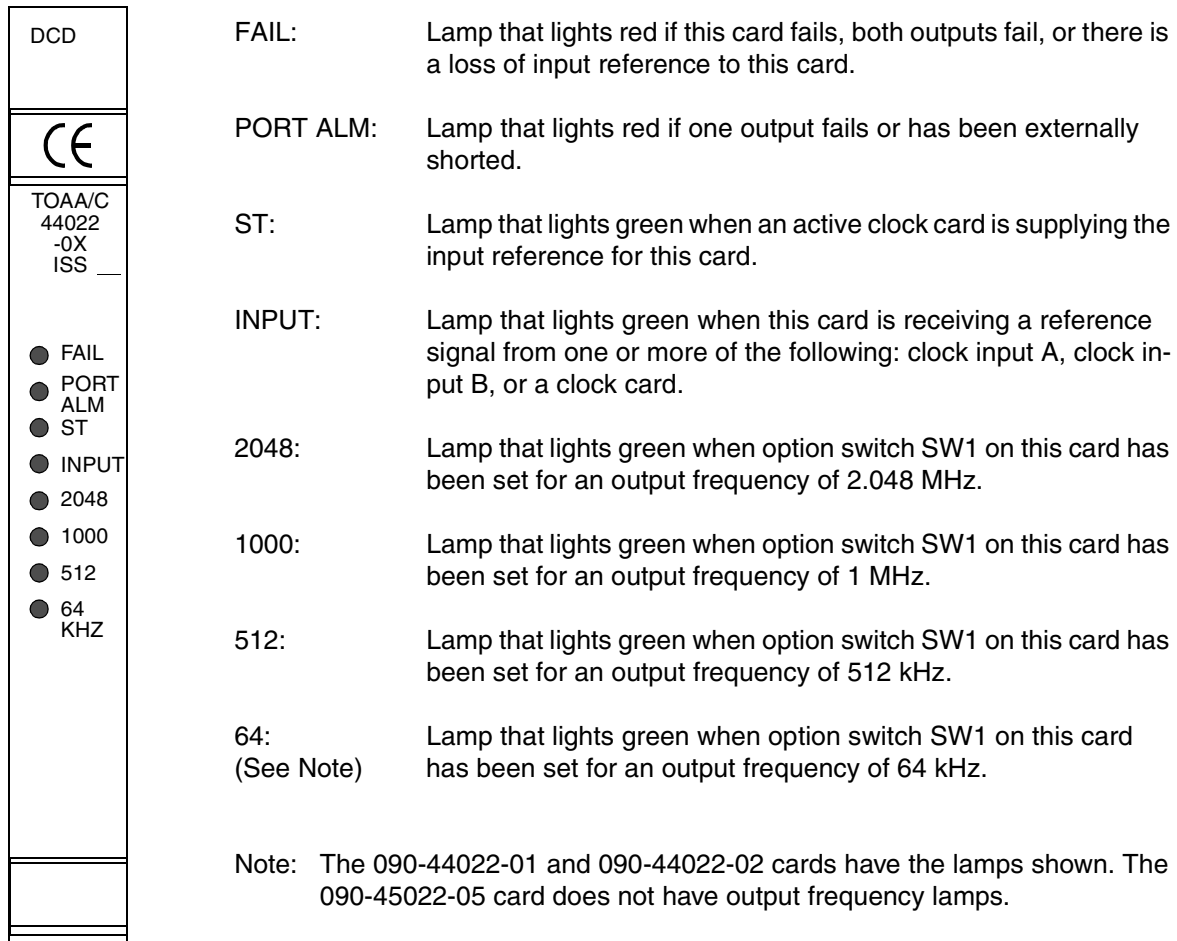 DCD
CE
TOAA/C
44022
-0X
ISS __
FAIL
PORT
ALM
ST
INPUT
2048
1000
512
64
KHZ
FAIL: Lamp that lights red if this card fails, both outputs fail, or there is
a loss of input reference to this card.
PORT ALM: Lamp that lights red if one output fails or has been externally
shorted.
ST: Lamp that lights green when an active clock card is supplying the
input reference for this card.
INPUT: Lamp that lights green when this card is receiving a reference
signal from one or more of the following: clock input A, clock in-
put B, or a clock card.
2048: Lamp that lights green when option switch SW1 on this card has
been set for an output frequency of 2.048 MHz.
1000: Lamp that lights green when option switch SW1 on this card has
been set for an output frequency of 1 MHz.
512: Lamp that lights green when option switch SW1 on this card has
been set for an output frequency of 512 kHz.
64: Lamp that lights green when option switch SW1 on this card
(See Note) has been set for an output frequency of 64 kHz.
Note: The 090-44022-01 and 090-44022-02 cards have the lamps shown. The
090-45022-05 card does not have output frequency lamps.